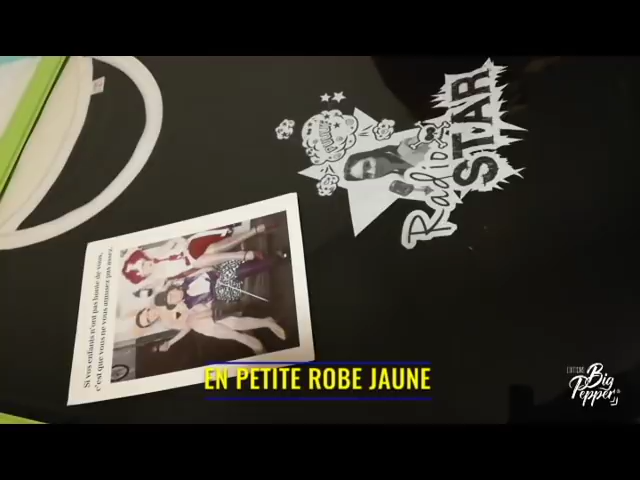 Radio
STAR
Si vos enfants n'ont pas honte de vous,
c'est que vous ne vous amusez pas assez.
EN PETITE ROBE JAUNE
Big
Pepper